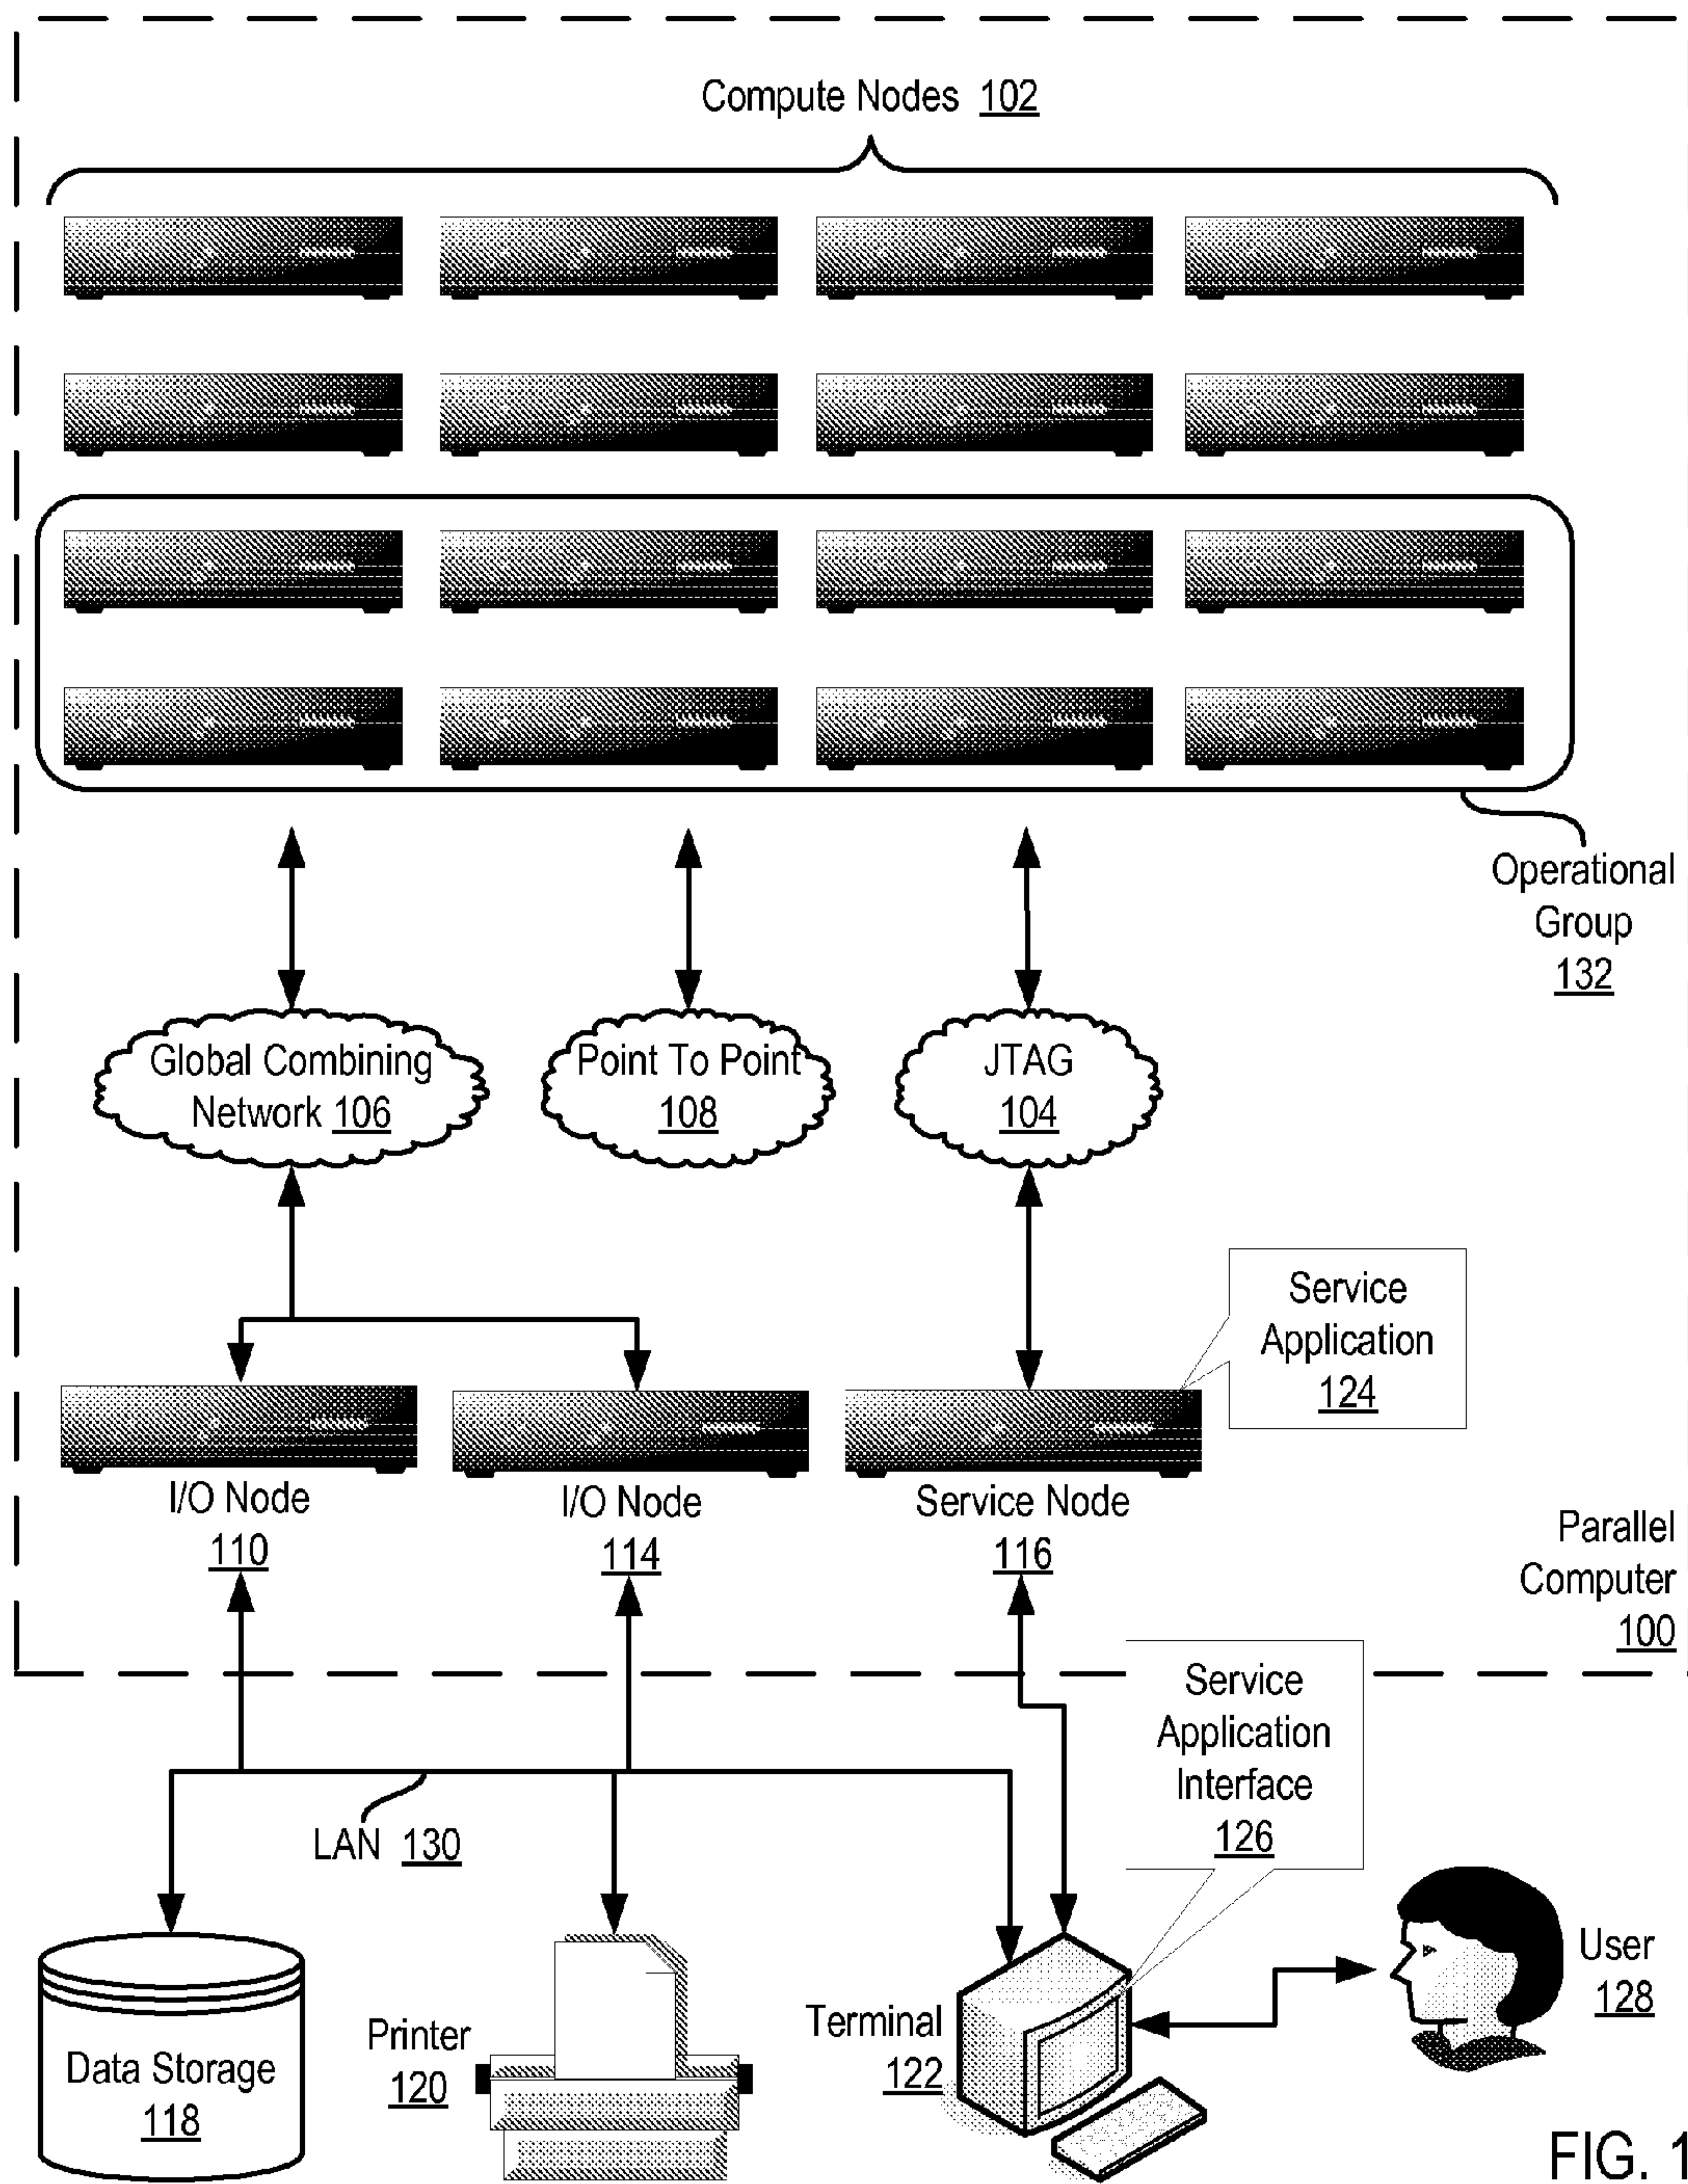 Compute Nodes 102
Operational
Group
132
Global Combining
Network 106
Point To Point
108
JTAG
104
Service
Application
124
I/O Node
110
I/O Node
114
Service Node
116
Parallel
Computer
100
Service
Application
Interface
126
LAN 130
Data Storage
118
Printer
120
Terminal
122
User
128
FIG. 1